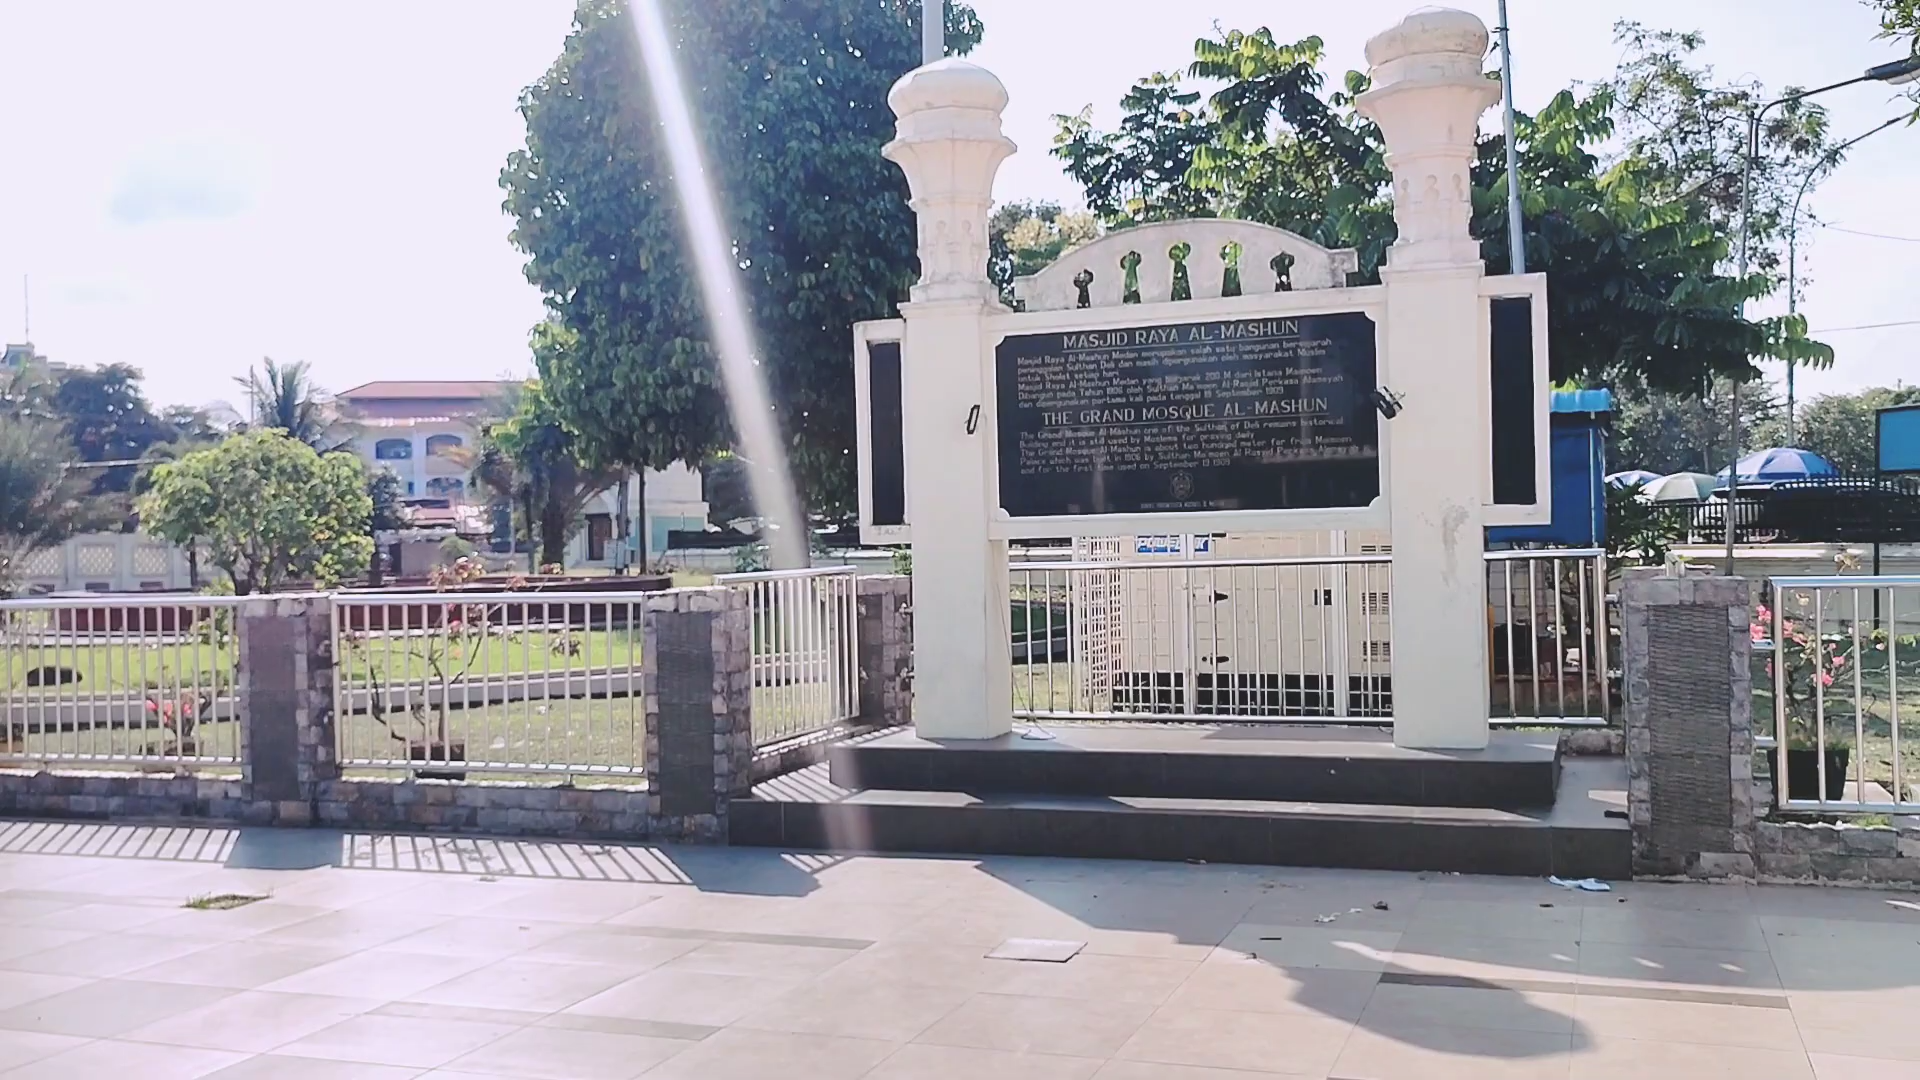 MASJID RAYA AL-MASHUN
Masjid Raya Al-Mashun Medan merupakan salah satu bangunan bersejarah
peninggalan Sulthan Deli dan masih dipergunakan oleh masyarakat Muslim
untuk sholat setiap hari
Masjid Raya Al-Mashun Medan yang berjarak 200 M dari Istana Maimoen
Dibangun pada Tahun 1906 oleh Sulthan Ma'moen Al-Rasjid Perkasa Alamsyah
dan dipergunakan pertama kali pada tanggal 19 September 1909
THE GRAND MOSQUE AL-MASHUN
The Grand Mosque Al-Mashun one of the Sulthan of Deli remains historical
Building and it is still used by Moslems for praying daily
The Grand Mosque Al-Mashun is about two hundred meter far from Maimoen
Palace which was built in 1906 by Sulthan Ma'moen Al Rasyid Perkasa
and for the first time used on September 19 1909